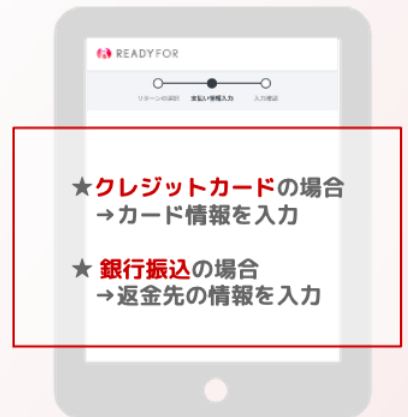 READYFOR
リターンの選択 支払い情報入力 入力確認
★クレジットカードの場合
→カード情報を入力
★ 銀行振込の場合
→返金先の情報を入力